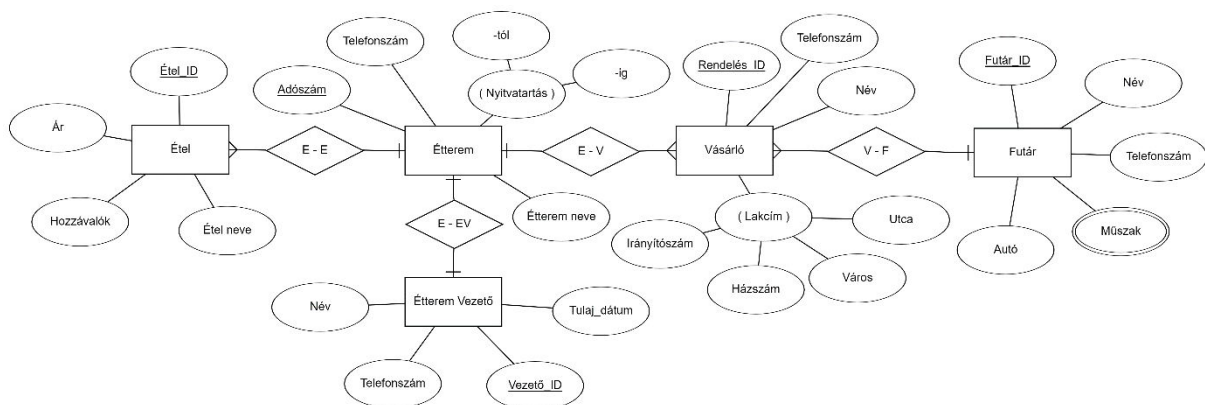 Étel_ID
Ár
Étel
Hozzávalók
Étel neve
E - E
Telefonszám
-tól
( Nyitvatartás )
-ig
Adószám
Étterem
Étterem neve
E - EV
Név
Étterem Vezető
Tulaj_dátum
Telefonszám
Vezető_ID
E - V
Rendelés_ID
Telefonszám
Név
Vásárló
( Lakcím )
Utca
Irányítószám
Házszám
Város
V - F
Futár_ID
Név
Futár
Telefonszám
Műszak
Autó